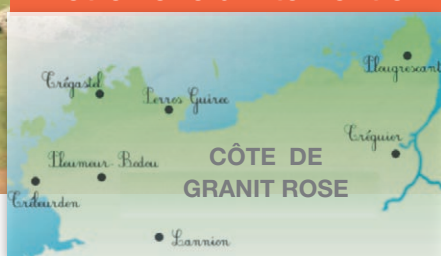 Plougrescant
Trégastel
Perros Guirec
Tréguier
Pleumeur-Bodou
CÔTE DE
GRANIT ROSE
Trébeurden
Lannion